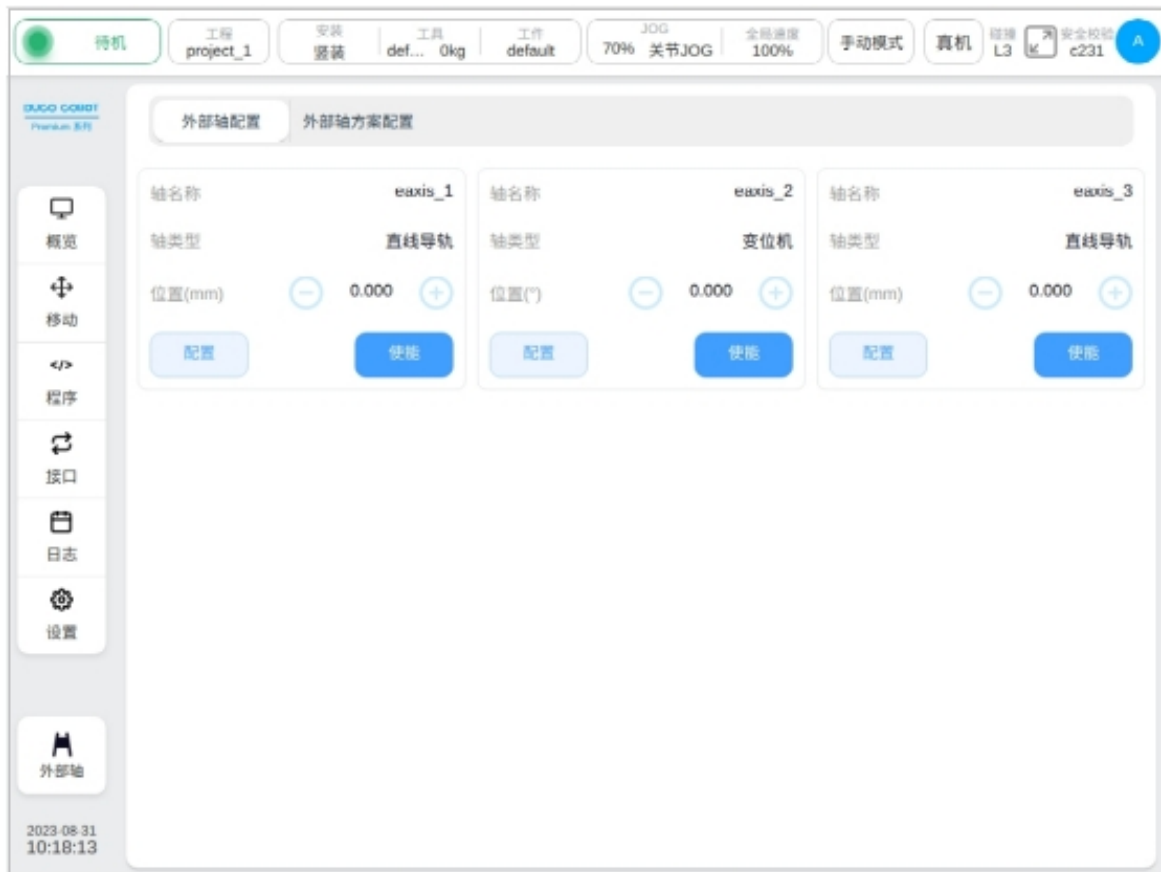 待机
工程
project_1
安装
竖装
工具
def... 0kg
工件
default
JOG
70% 关节JOG
全局速度
100%
手动模式
真机
碰撞
L3
安全校验
c231
A
Premium 系列
外部轴配置 外部轴方案配置
轴名称 eaxis_1
轴类型 直线导轨
位置(mm) 0.000
配置 使能
轴名称 eaxis_2
轴类型 变位机
位置(°) 0.000
配置 使能
轴名称 eaxis_3
轴类型 直线导轨
位置(mm) 0.000
配置 使能
概览
移动
程序
接口
日志
设置
外部轴
2023-08-31
10:18:13